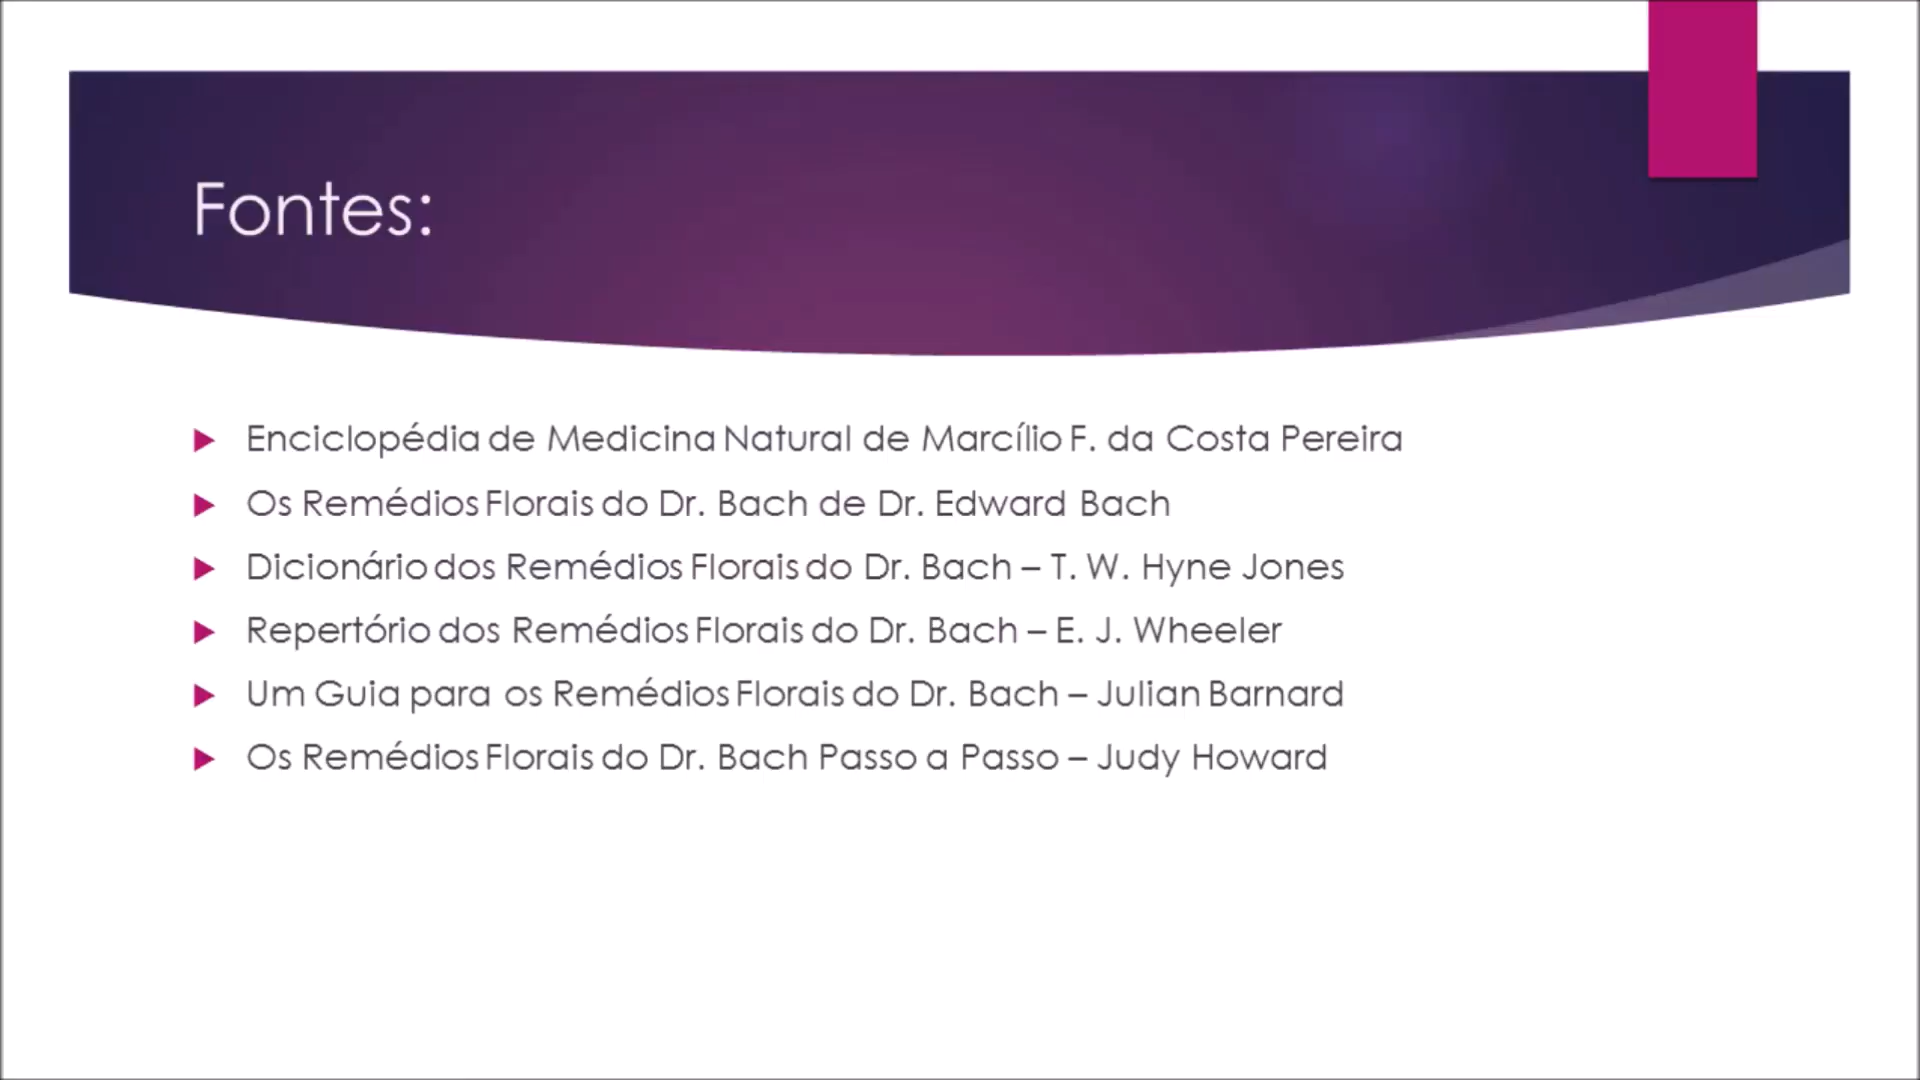 Fontes:
Enciclopédia de Medicina Natural de Marcílio F. da Costa Pereira
Os Remédios Florais do Dr. Bach de Dr. Edward Bach
Dicionário dos Remédios Florais do Dr. Bach – T. W. Hyne Jones
Repertório dos Remédios Florais do Dr. Bach – E. J. Wheeler
Um Guia para os Remédios Florais do Dr. Bach – Julian Barnard
Os Remédios Florais do Dr. Bach Passo a Passo – Judy Howard